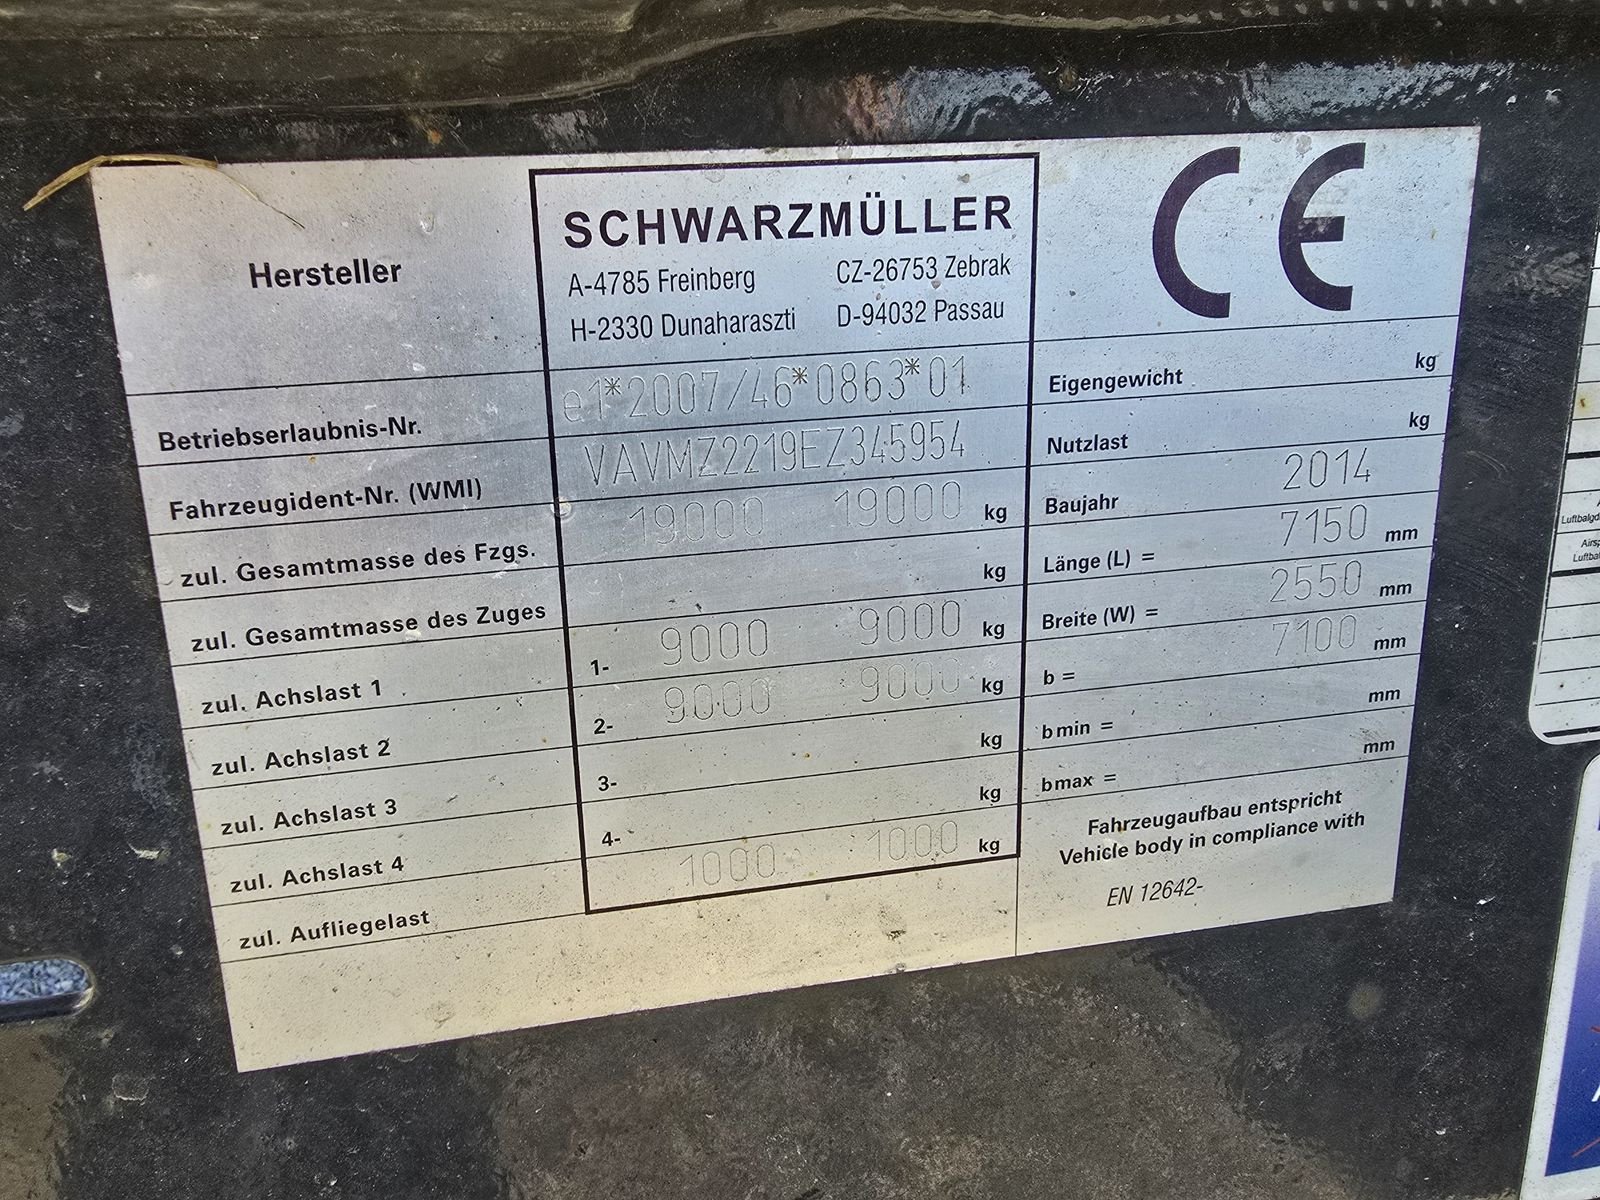 Hersteller
SCHWARZMÜLLER
A-4785 Freinberg CZ-26753 Zebrak
H-2330 Dunaharaszti D-94032 Passau
CE
Betriebserlaubnis-Nr. e1*2007/46*0863*01
Fahrzeugident-Nr. (WMI) VAVMZ2219EZ345954
zul. Gesamtmasse des Fzgs. 19000 19000 kg
zul. Gesamtmasse des Zuges kg
zul. Achslast 1 1- 9000 9000 kg
zul. Achslast 2 2- 9000 9000 kg
zul. Achslast 3 3- kg
zul. Achslast 4 4- kg
zul. Aufliegelast 1000 1000 kg
Eigengewicht kg
Nutzlast kg
Baujahr 2014
Länge (L) = 7150 mm
Breite (W) = 2550 mm
b = 7100 mm
b min = mm
bmax = mm
Fahrzeugaufbau entspricht
Vehicle body in compliance with
EN 12642-